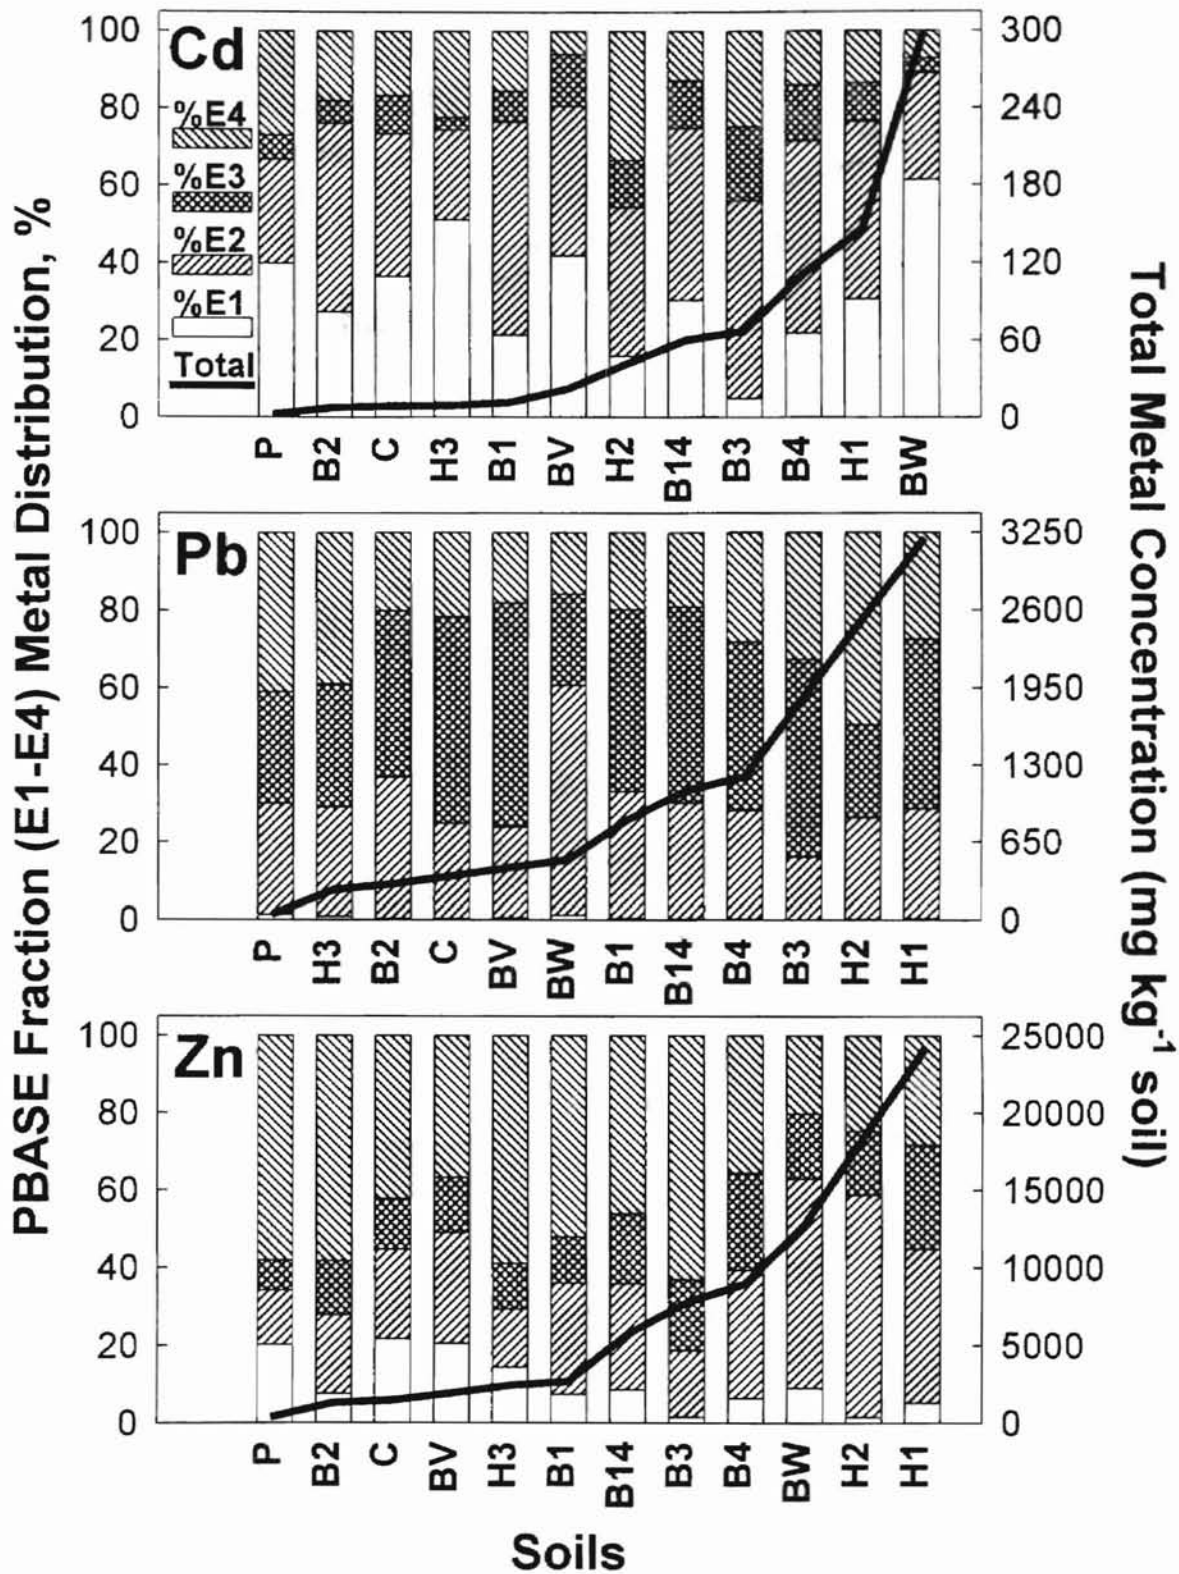 PBASE Fraction (E1-E4) Metal Distribution, %
Total Metal Concentration (mg kg⁻¹ soil)
Cd
%E4
%E3
%E2
%E1
Total
100
80
60
40
20
0
300
240
180
120
60
0
P B2 C H3 B1 BV H2 B14 B3 B4 H1 BW
Pb
100
80
60
40
20
0
3250
2600
1950
1300
650
0
P H3 B2 C BV BW B1 B14 B4 B3 H2 H1
Zn
100
80
60
40
20
0
25000
20000
15000
10000
5000
0
P B2 C BV H3 B1 B14 B3 B4 BW H2 H1
Soils